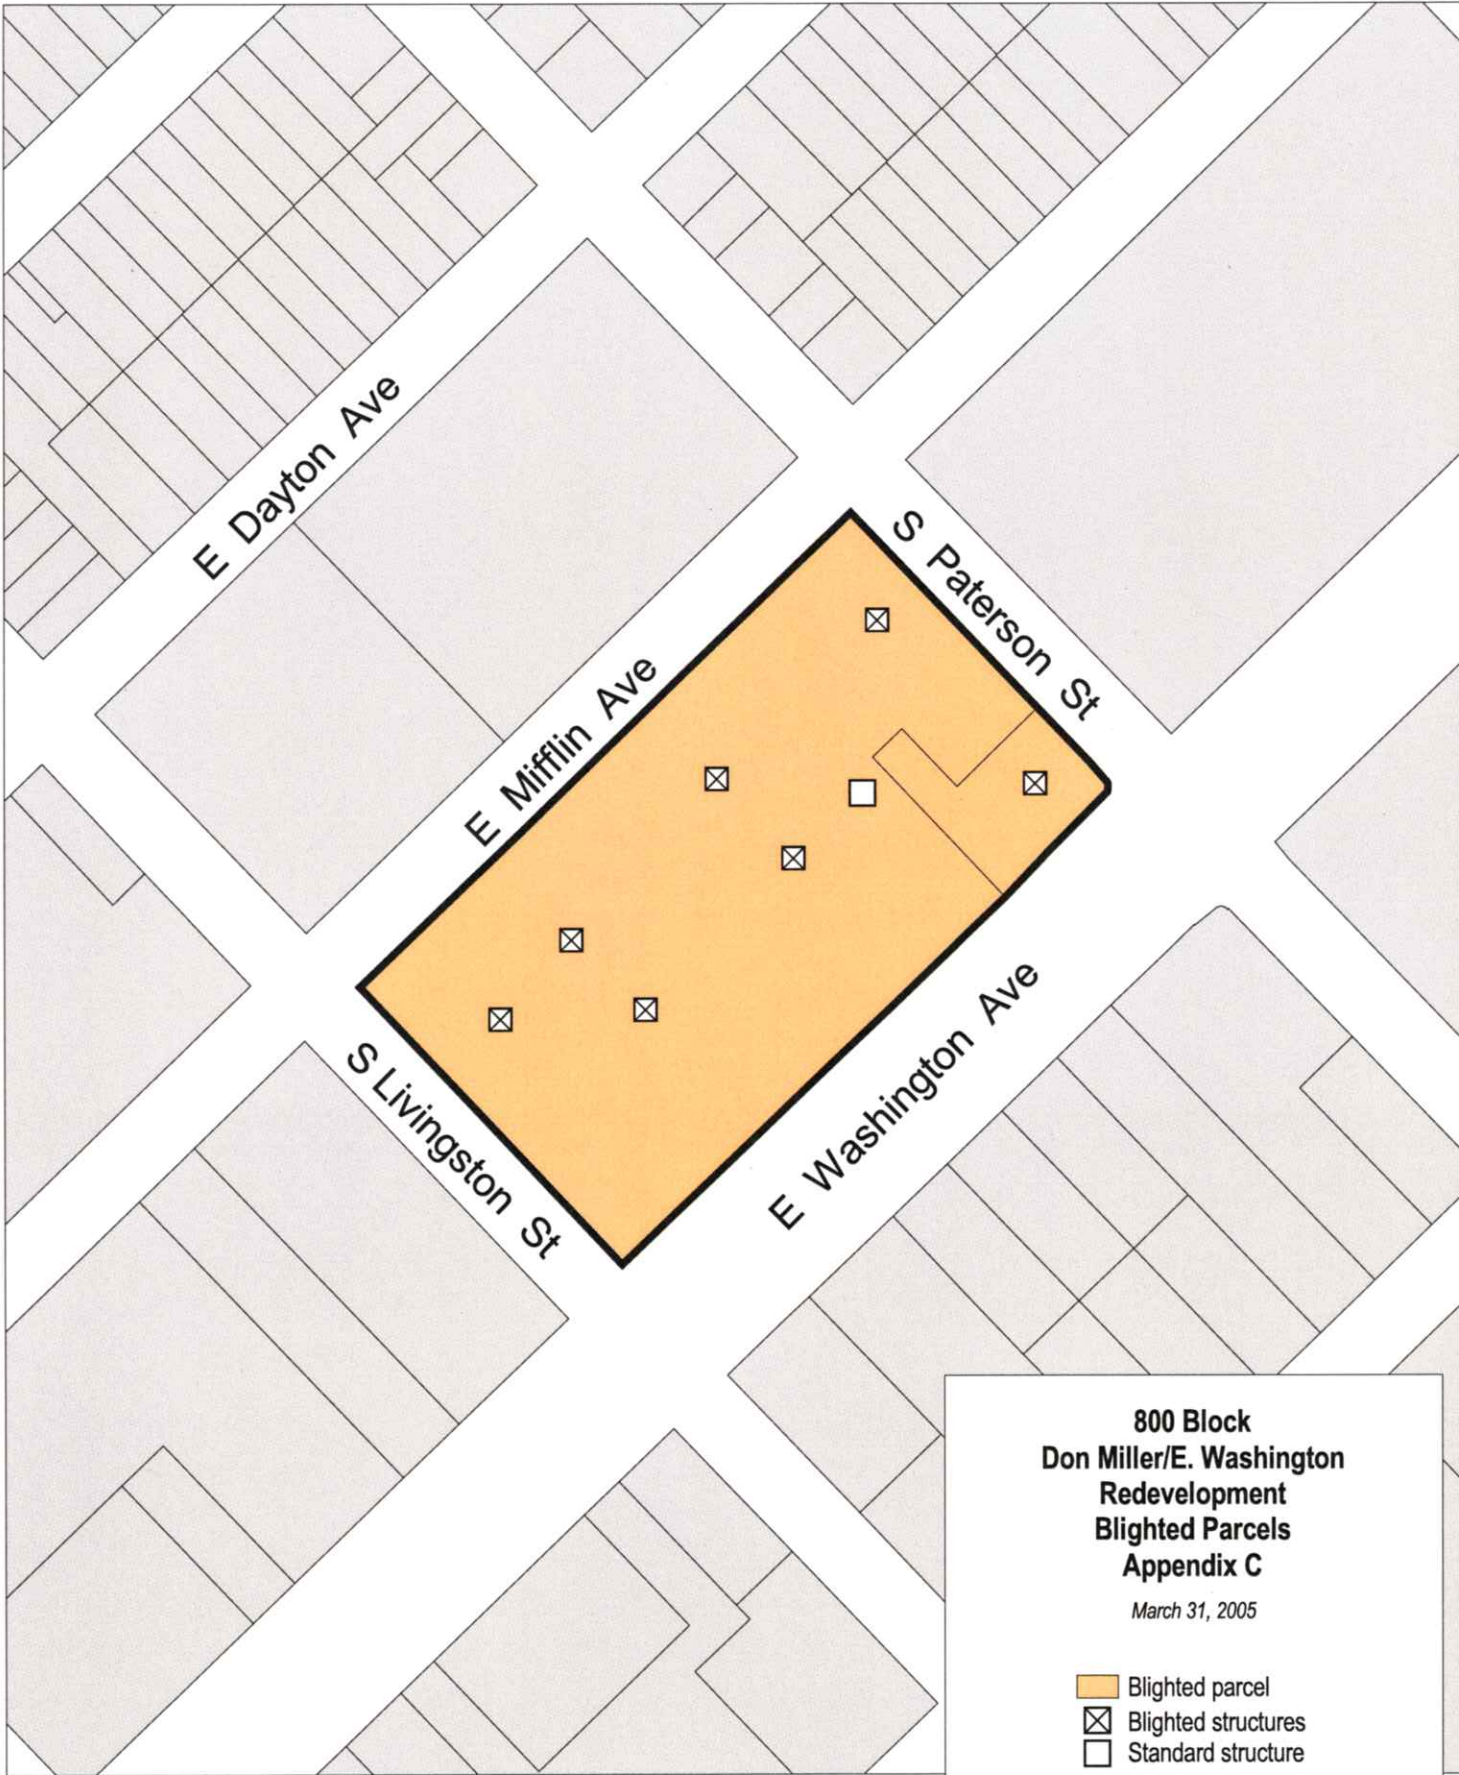 E Dayton Ave
S Paterson St
E Mifflin Ave
E Washington Ave
S Livingston St
800 Block
Don Miller/E. Washington
Redevelopment
Blighted Parcels
Appendix C
March 31, 2005
Blighted parcel
Blighted structures
Standard structure